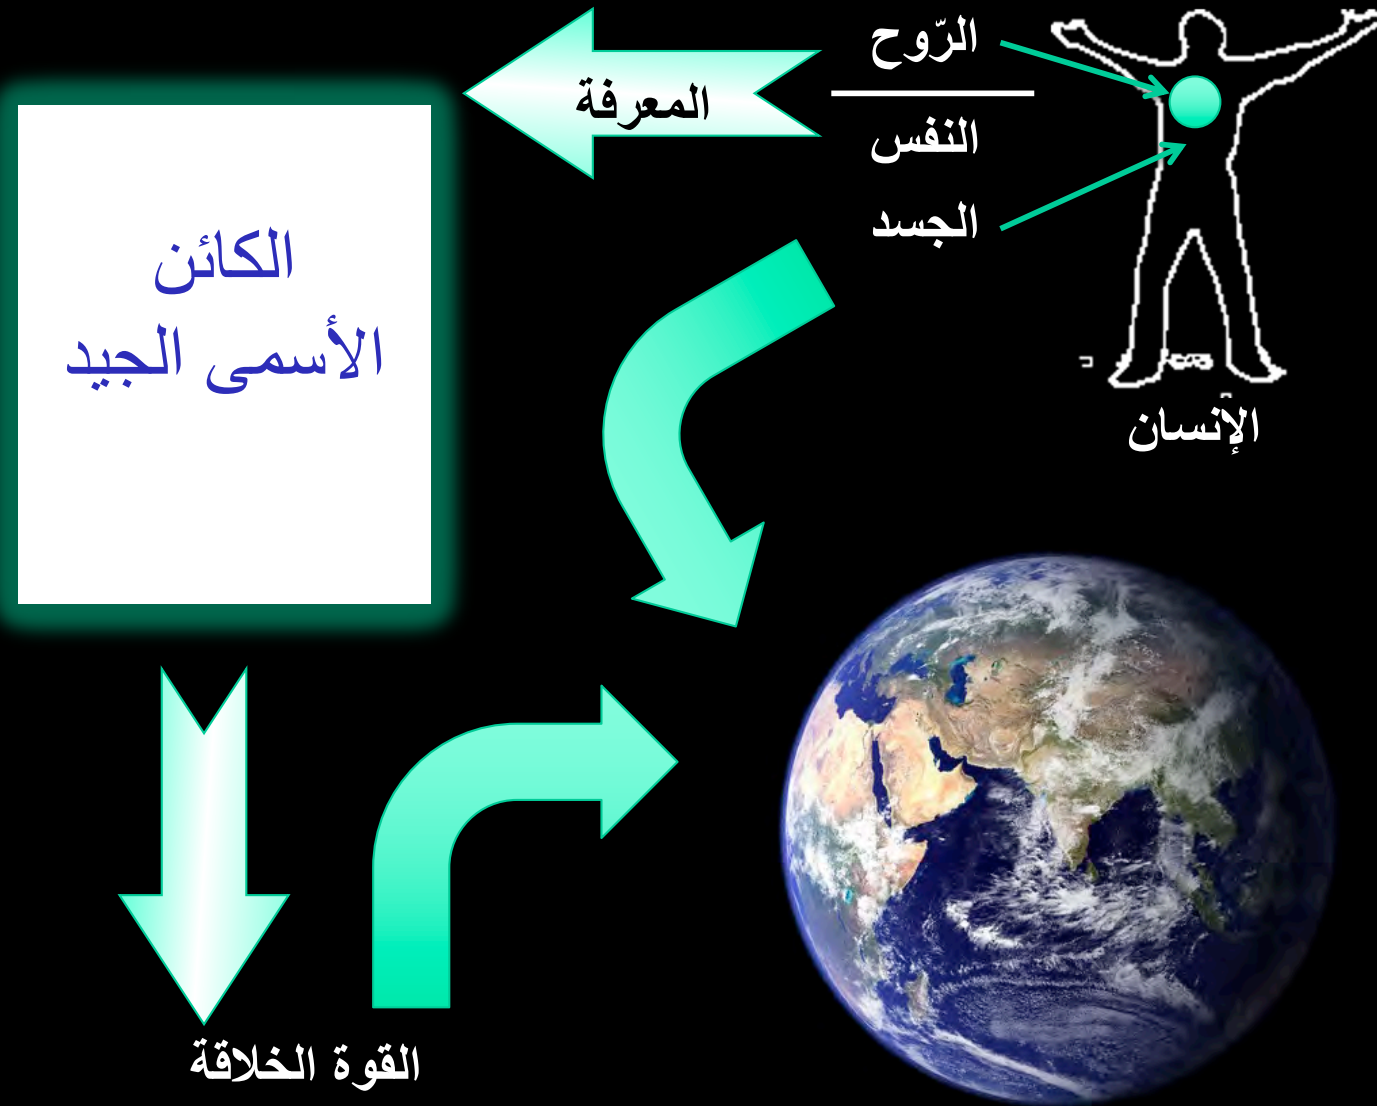 الرّوح
النفس
الجسد
المعرفة
الإنسان
الكائن
الأسمى الجيد
القوة الخلاقة